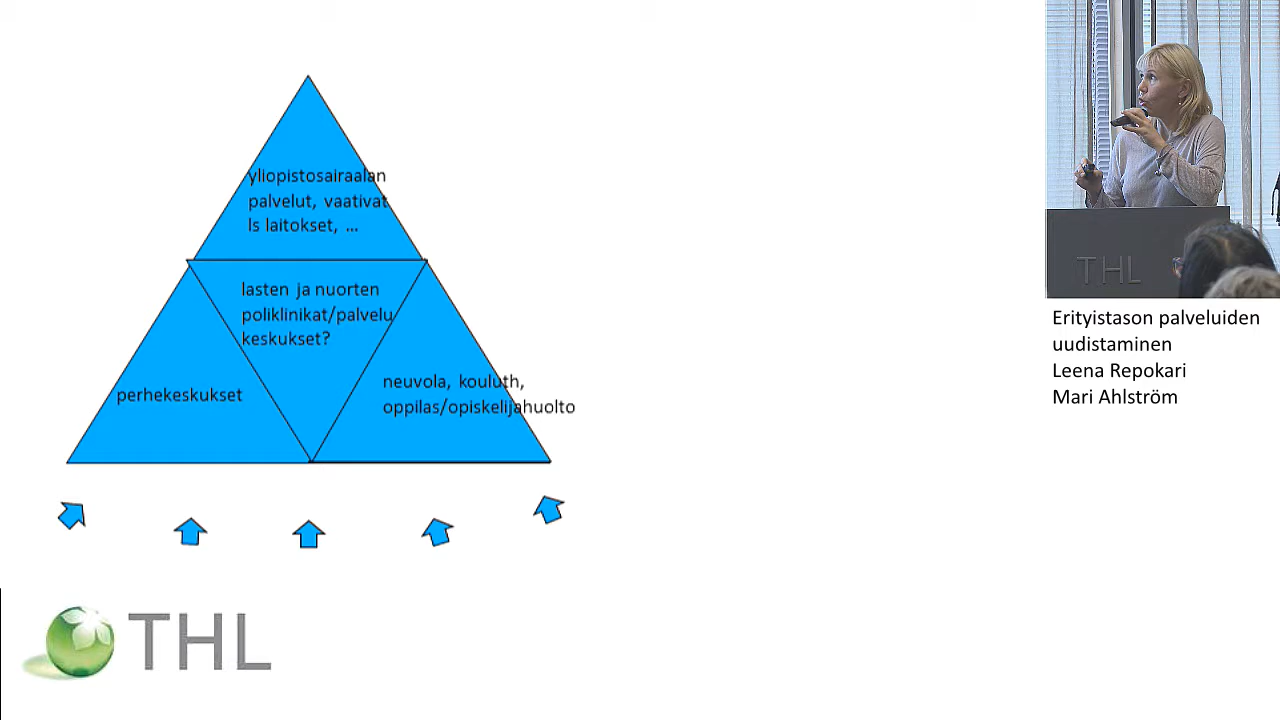 yliopistosairaalan
palvelut, vaativat
ls laitokset, ...
lasten ja nuorten
poliklinikat/palvelu
keskukset?
perhekeskukset
neuvola, kouluth,
oppilas/opiskelijahuolto
THL
THL
Erityistason palveluiden
uudistaminen
Leena Repokari
Mari Ahlström